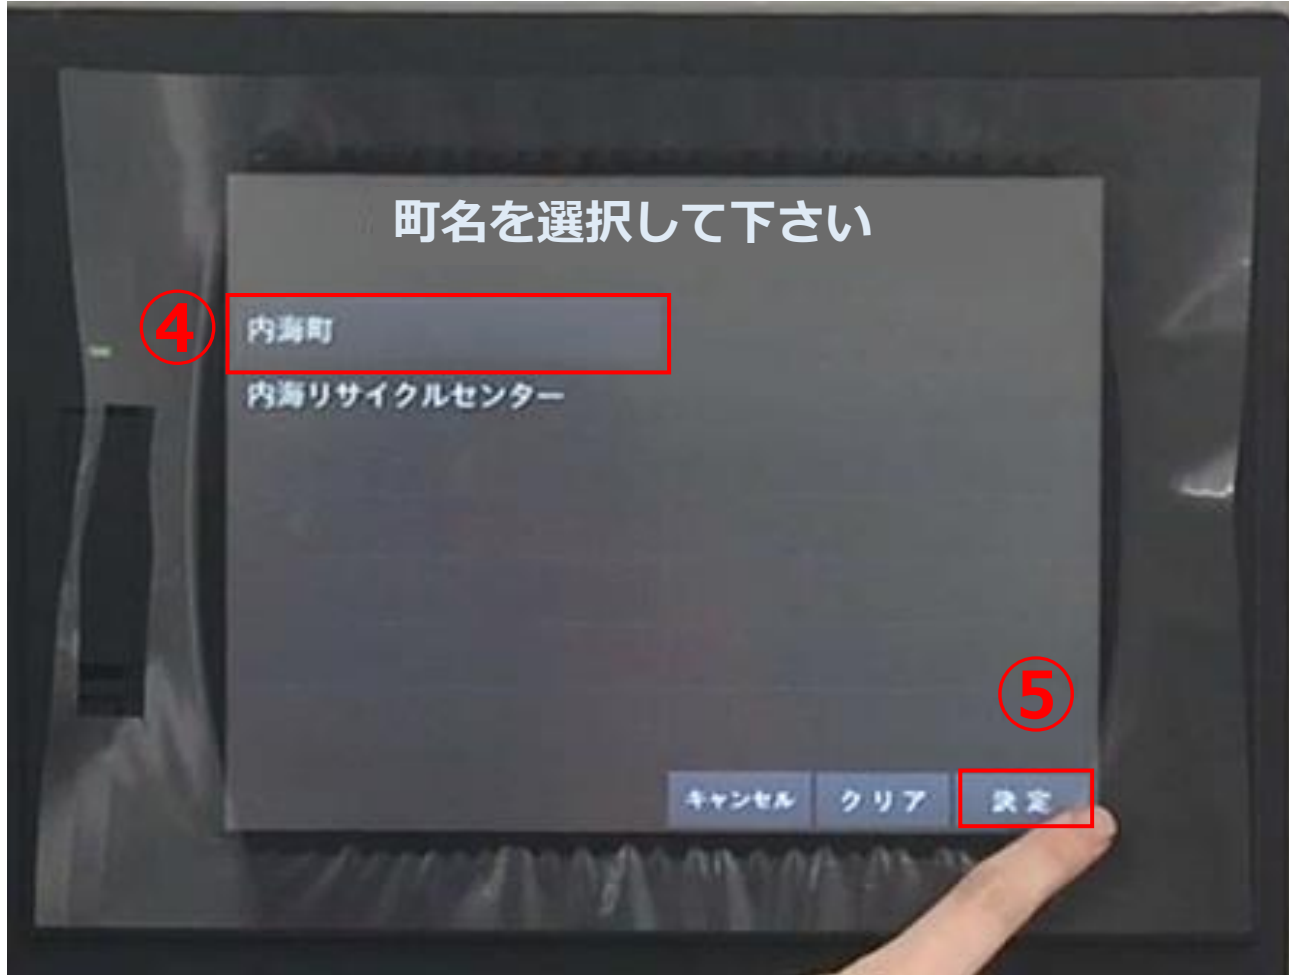 町名を選択して下さい
④
内海町
内海リサイクルセンター
⑤
キャンセル クリア 決定